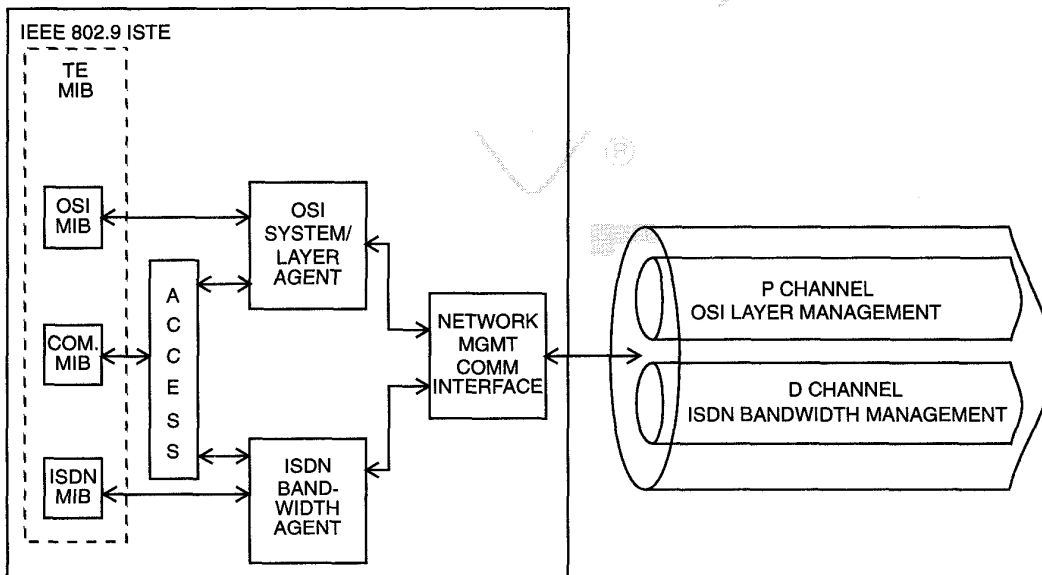 IEEE 802.9 ISTE
TE
MIB
OSI
MIB
COM.
MIB
ISDN
MIB
A
C
C
E
S
S
OSI
SYSTEM/
LAYER
AGENT
ISDN
BAND-
WIDTH
AGENT
NETWORK
MGMT
COMM
INTERFACE
P CHANNEL
OSI LAYER MANAGEMENT
D CHANNEL
ISDN BANDWIDTH MANAGEMENT
®